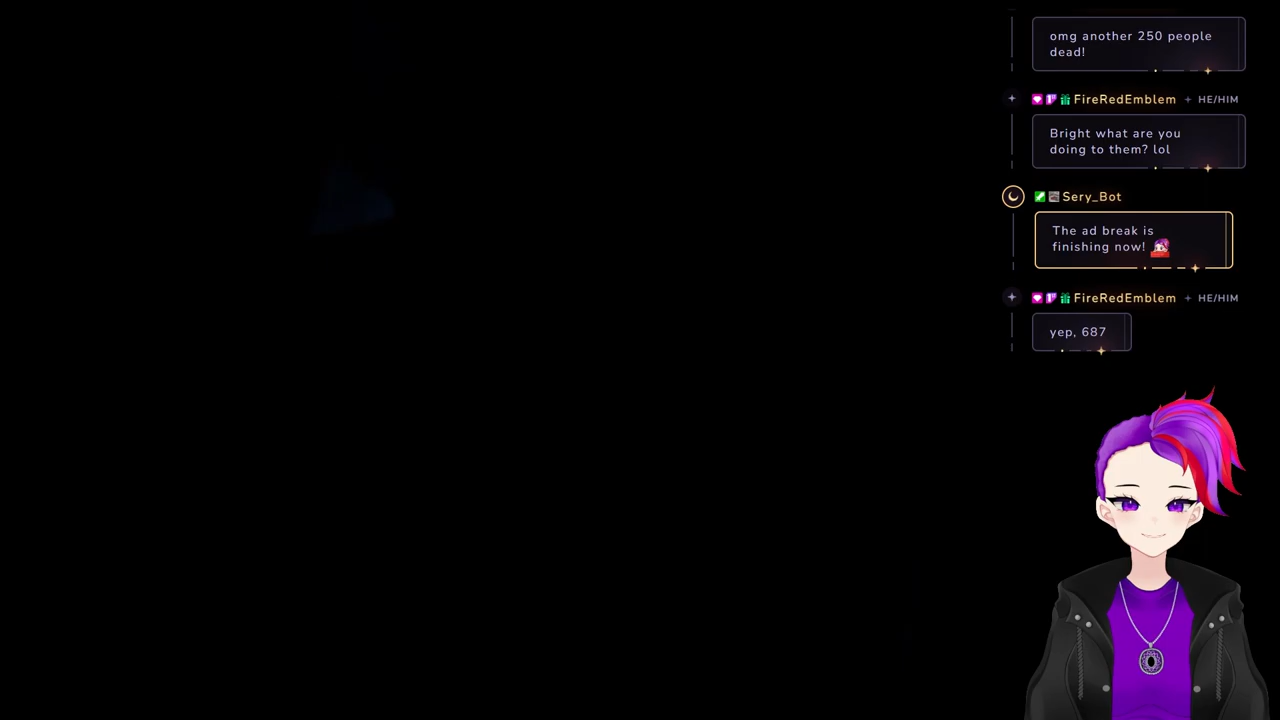 omg another 250 people
dead!
FireRedEmblem HE/HIM
Bright what are you
doing to them? lol
Sery_Bot
The ad break is
finishing now!
FireRedEmblem HE/HIM
yep, 687